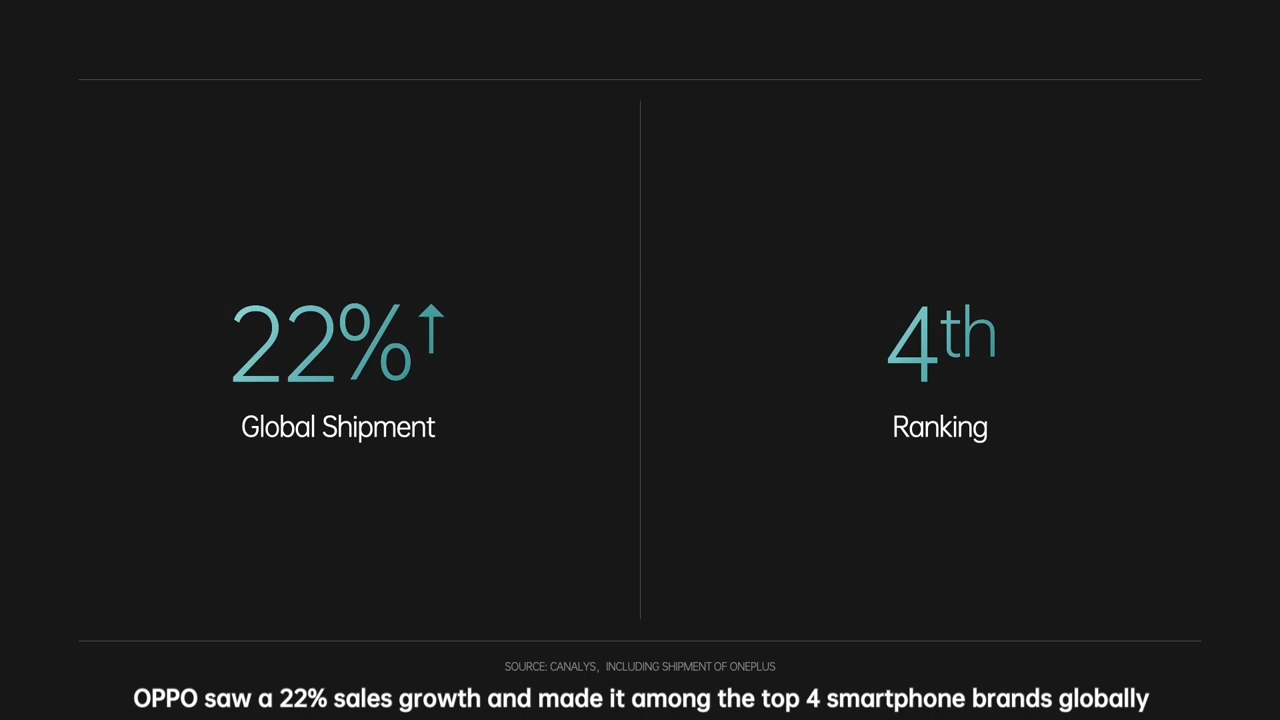 22%↑
Global Shipment
4th
Ranking
SOURCE: CANALYS，INCLUDING SHIPMENT OF ONEPLUS
OPPO saw a 22% sales growth and made it among the top 4 smartphone brands globally